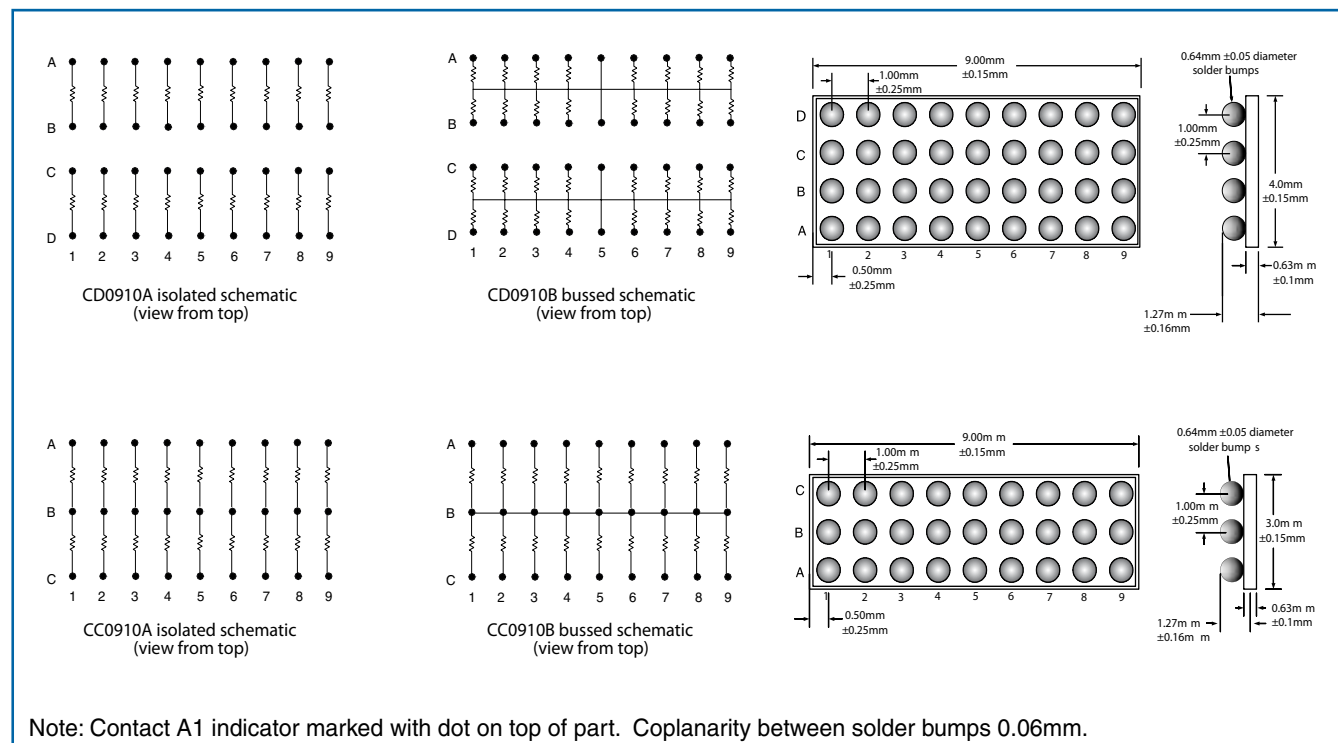 A
B
C
D
1 2 3 4 5 6 7 8 9
CD0910A isolated schematic
(view from top)
A
B
C
D
1 2 3 4 5 6 7 8 9
CD0910B bussed schematic
(view from top)
9.00mm
±0.15mm
1.00mm
±0.25mm
D
C
B
A
1 2 3 4 5 6 7 8 9
0.50mm
±0.25mm
0.64mm ±0.05 diameter
solder bumps
1.00mm
±0.25mm
4.0mm
±0.15mm
0.63m m
±0.1mm
1.27m m
±0.16mm
A
B
C
1 2 3 4 5 6 7 8 9
CC0910A isolated schematic
(view from top)
A
B
C
1 2 3 4 5 6 7 8 9
CC0910B bussed schematic
(view from top)
9.00m m
±0.15mm
1.00m m
±0.25mm
C
B
A
1 2 3 4 5 6 7 8 9
0.50mm
±0.25mm
0.64mm ±0.05 diameter
solder bump s
1.00m m
±0.25mm
3.0m m
±0.15mm
0.63m m
±0.1mm
1.27m m
±0.16m m
Note: Contact A1 indicator marked with dot on top of part. Coplanarity between solder bumps 0.06mm.